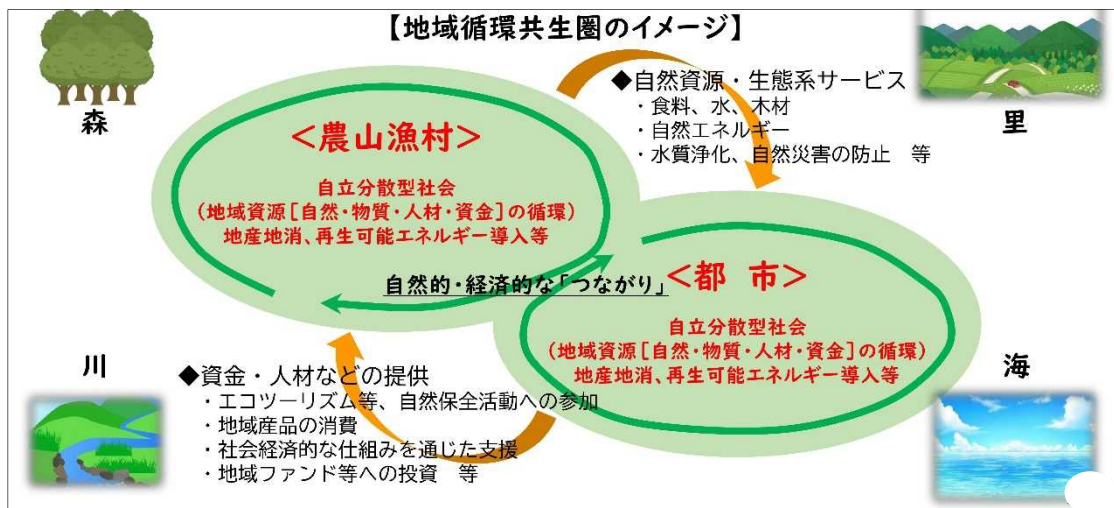 【地域循環共生圏のイメージ】
森
里
◆自然資源・生態系サービス
・食料、水、木材
・自然エネルギー
・水質浄化、自然災害の防止　等
<農山漁村>
自立分散型社会
(地域資源[自然・物質・人材・資金]の循環)
地産地消、再生可能エネルギー導入等
自然的・経済的な「つながり」
<都　市>
自立分散型社会
(地域資源[自然・物質・人材・資金]の循環)
地産地消、再生可能エネルギー導入等
川
海
◆資金・人材などの提供
・エコツーリズム等、自然保全活動への参加
・地域産品の消費
・社会経済的な仕組みを通じた支援
・地域ファンド等への投資　等